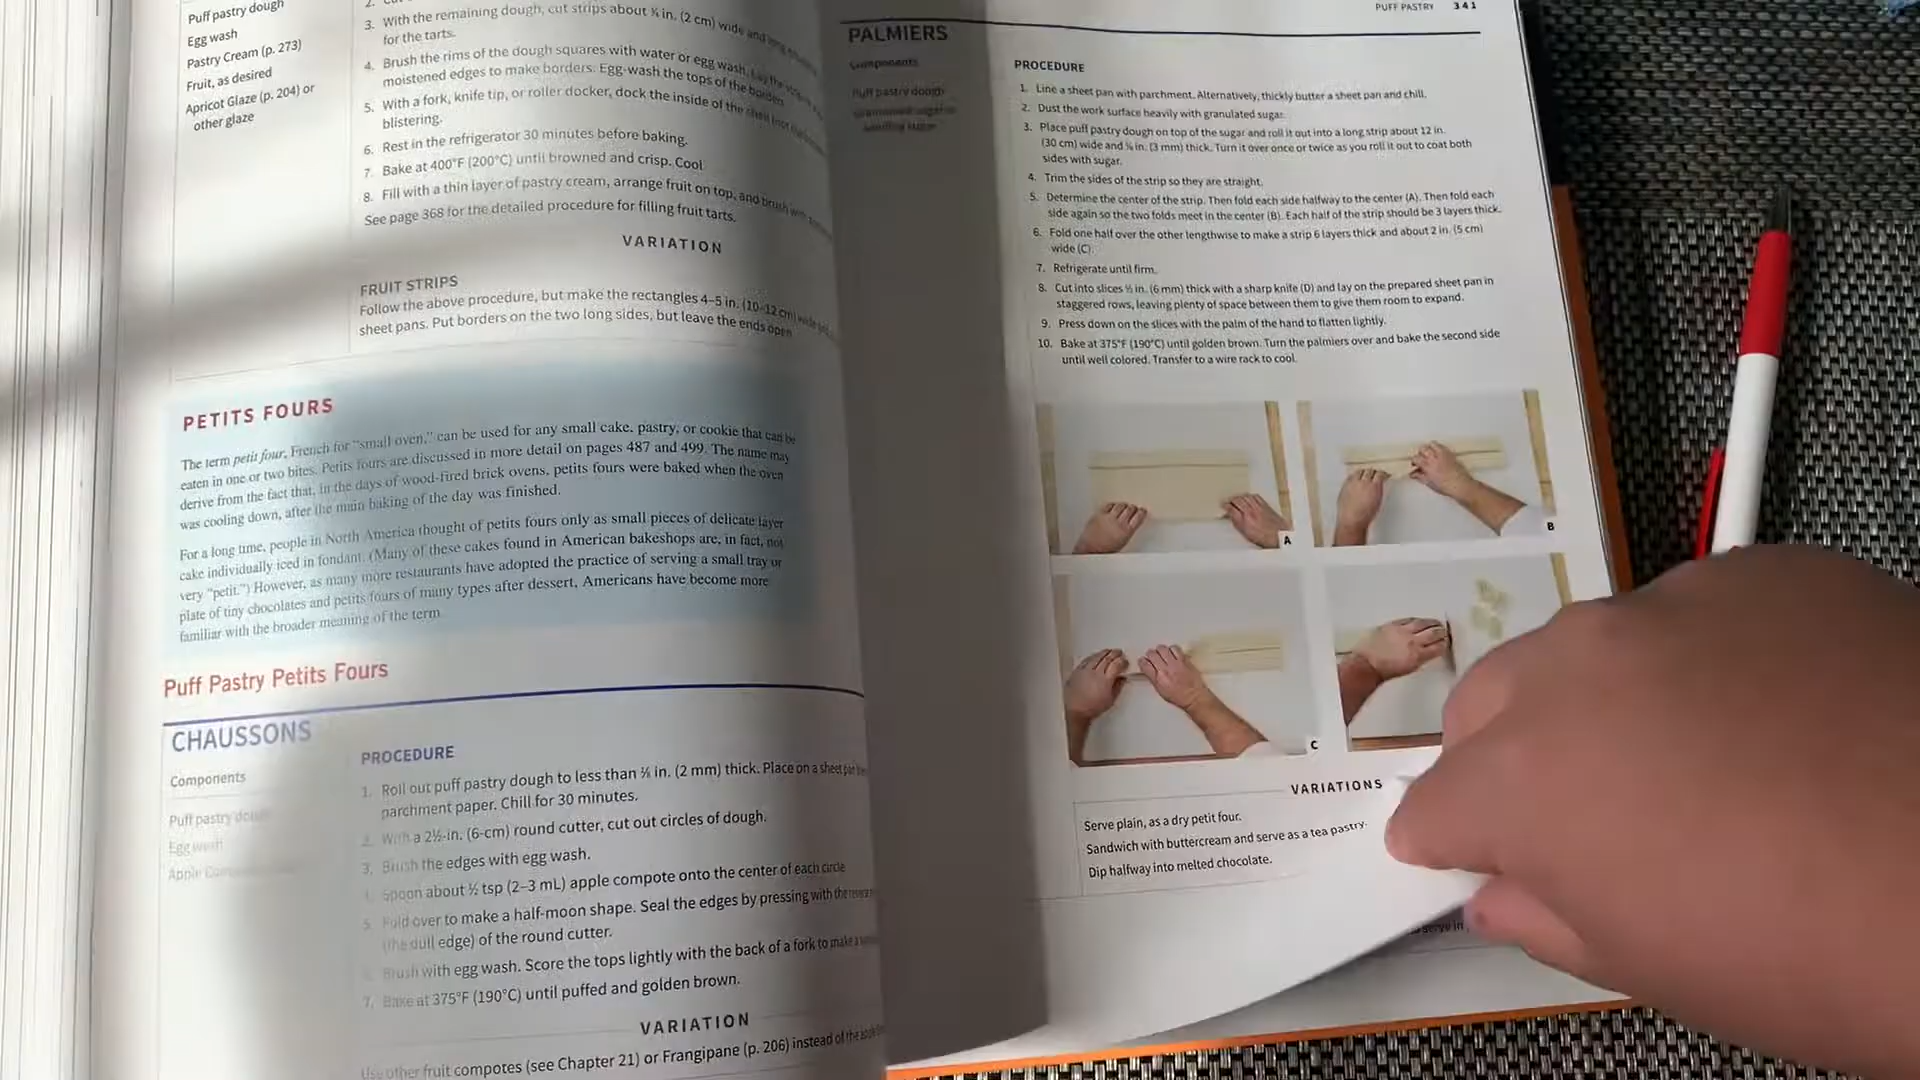 Puff pastry dough
Egg wash
Pastry Cream (p. 273)
Fruit, as desired
Apricot Glaze (p. 204) or
other glaze
2.
3. With the remaining dough, cut strips about ¾ in. (2 cm) wide and long
for the tarts.
4. Brush the rims of the dough squares with water or egg wash. Lay the
moistened edges to make borders. Egg-wash the tops of the borders.
5. With a fork, knife tip, or roller docker, dock the inside of the shell
blistering.
6. Rest in the refrigerator 30 minutes before baking.
7. Bake at 400°F (200°C) until browned and crisp. Cool
8. Fill with a thin layer of pastry cream, arrange fruit on top, and brush with
See page 368 for the detailed procedure for filling fruit tarts.
VARIATION
FRUIT STRIPS
Follow the above procedure, but make the rectangles 4–5 in. (10–12 cm) wide
sheet pans. Put borders on the two long sides, but leave the ends open
PETITS FOURS
The term petit four, French for “small oven,” can be used for any small cake, pastry, or cookie that can be
eaten in one or two bites. Petits fours are discussed in more detail on pages 487 and 499. The name may
derive from the fact that, in the days of wood-fired brick ovens, petits fours were baked when the oven
was cooling down, after the main baking of the day was finished.
For a long time, people in North America thought of petits fours only as small pieces of delicate layer
cake individually iced in fondant. (Many of these cakes found in American bakeshops are, in fact, not
very “petit.”) However, as many more restaurants have adopted the practice of serving a small tray or
plate of tiny chocolates and petits fours of many types after dessert, Americans have become more
familiar with the broader meaning of the term
Puff Pastry Petits Fours
CHAUSSONS
Components
Puff pastry dough
Egg wash
Apple
PROCEDURE
1. Roll out puff pastry dough to less than ⅛ in. (2 mm) thick. Place on a sheet pan
parchment paper. Chill for 30 minutes.
2. With a 2½-in. (6-cm) round cutter, cut out circles of dough.
3. Brush the edges with egg wash.
4. Spoon about ½ tsp (2–3 mL) apple compote onto the center of each circle
5. Fold over to make a half-moon shape. Seal the edges by pressing with the
(the dull edge) of the round cutter.
6. Brush with egg wash. Score the tops lightly with the back of a fork to make a
7. Bake at 375°F (190°C) until puffed and golden brown.
VARIATION
Use other fruit compotes (see Chapter 21) or Frangipane (p. 206) instead of the
PUFF PASTRY 341
PALMIERS
Components
Puff pastry dough
PROCEDURE
1. Line a sheet pan with parchment. Alternatively, thickly butter a sheet pan and chill.
2. Dust the work surface heavily with granulated sugar.
3. Place puff pastry dough on top of the sugar and roll it out into a long strip about 12 in.
(30 cm) wide and ⅛ in. (3 mm) thick. Turn it over once or twice as you roll it out to coat both
sides with sugar.
4. Trim the sides of the strip so they are straight.
5. Determine the center of the strip. Then fold each side halfway to the center (A). Then fold each
side again so the two folds meet in the center (B). Each half of the strip should be 3 layers thick.
6. Fold one half over the other lengthwise to make a strip 6 layers thick and about 2 in. (5 cm)
wide (C).
7. Refrigerate until firm.
8. Cut into slices in. (6 mm) thick with a sharp knife (D) and lay on the prepared sheet pan in
staggered rows, leaving plenty of space between them to give them room to expand.
9. Press down on the slices with the palm of the hand to flatten lightly.
10. Bake at 375°F (190°C) until golden brown. Turn the palmiers over and bake the second side
until well colored. Transfer to a wire rack to cool.
A
B
C
VARIATIONS
Serve plain, as a dry petit four.
Sandwich with buttercream and serve as a tea pastry.
Dip halfway into melted chocolate.
serve in